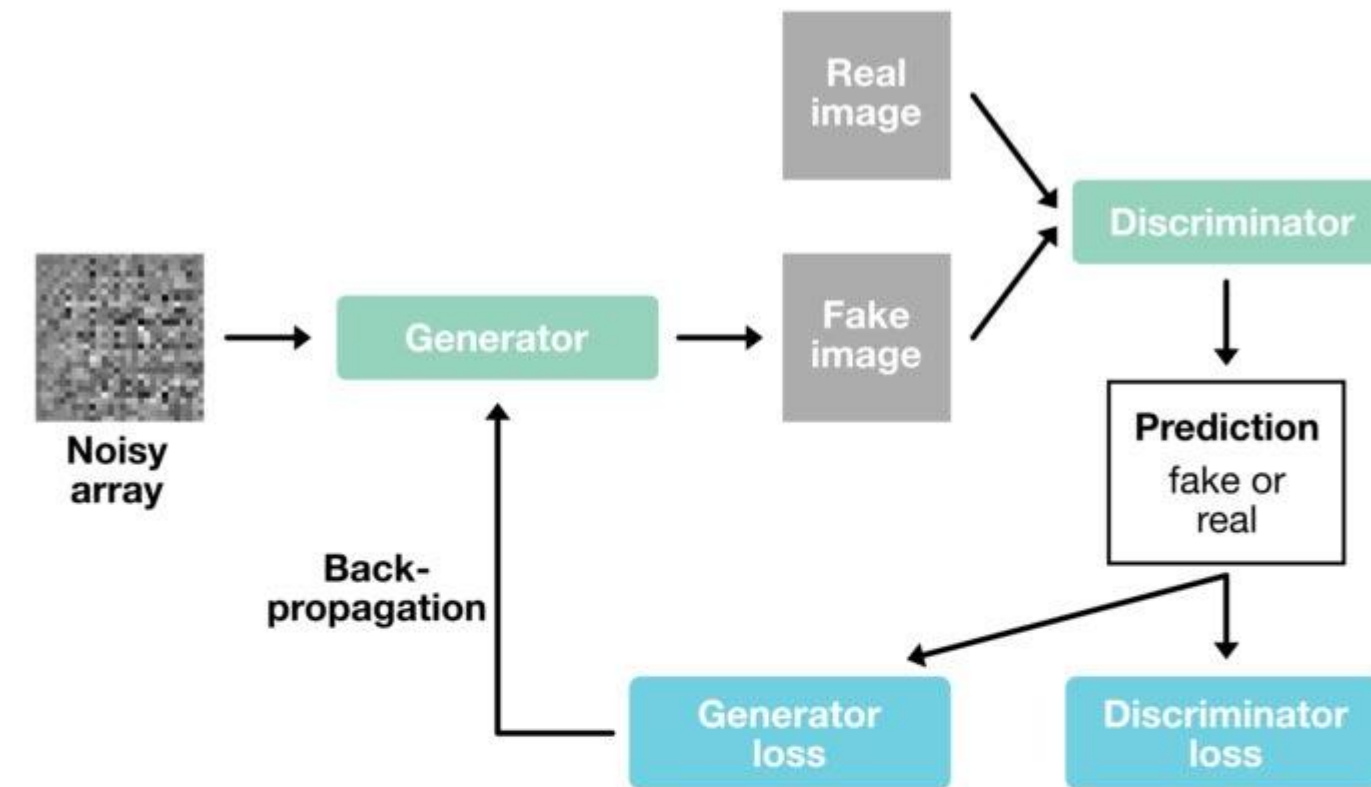 Real
image
Discriminator
Generator
Fake
image
Noisy
array
Prediction
fake or
real
Back-
propagation
Generator
loss
Discriminator
loss